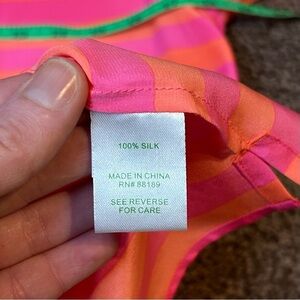 100% SILK
MADE IN CHINA
RN# 88189
SEE REVERSE
FOR CARE